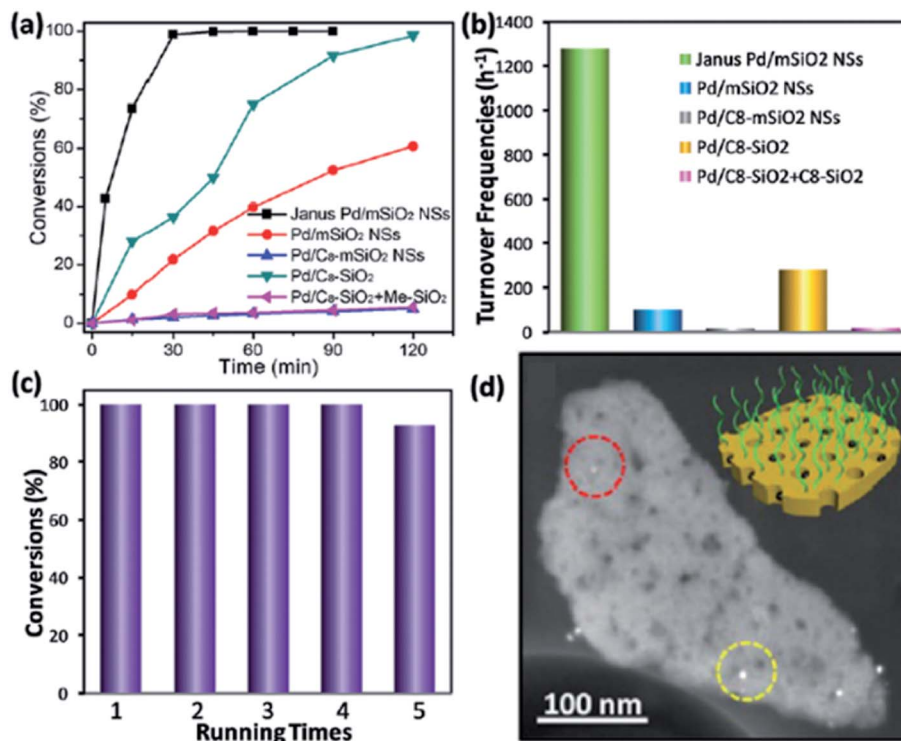 (a)
100
80
60
40
20
0
Conversions (%)
Janus Pd/mSiO₂ NSs
Pd/mSiO₂ NSs
Pd/C₈-mSiO₂ NSs
Pd/C₈-SiO₂
Pd/C₈-SiO₂+Me-SiO₂
0 30 60 90 120
Time (min)
(b)
1400
1200
1000
800
600
400
200
0
Turnover Frequencies (h⁻¹)
Janus Pd/mSiO2 NSs
Pd/mSiO2 NSs
Pd/C8-mSiO2 NSs
Pd/C8-SiO2
Pd/C8-SiO2+C8-SiO2
(c)
100
80
60
40
20
0
Conversions (%)
1 2 3 4 5
Running Times
(d)
100 nm